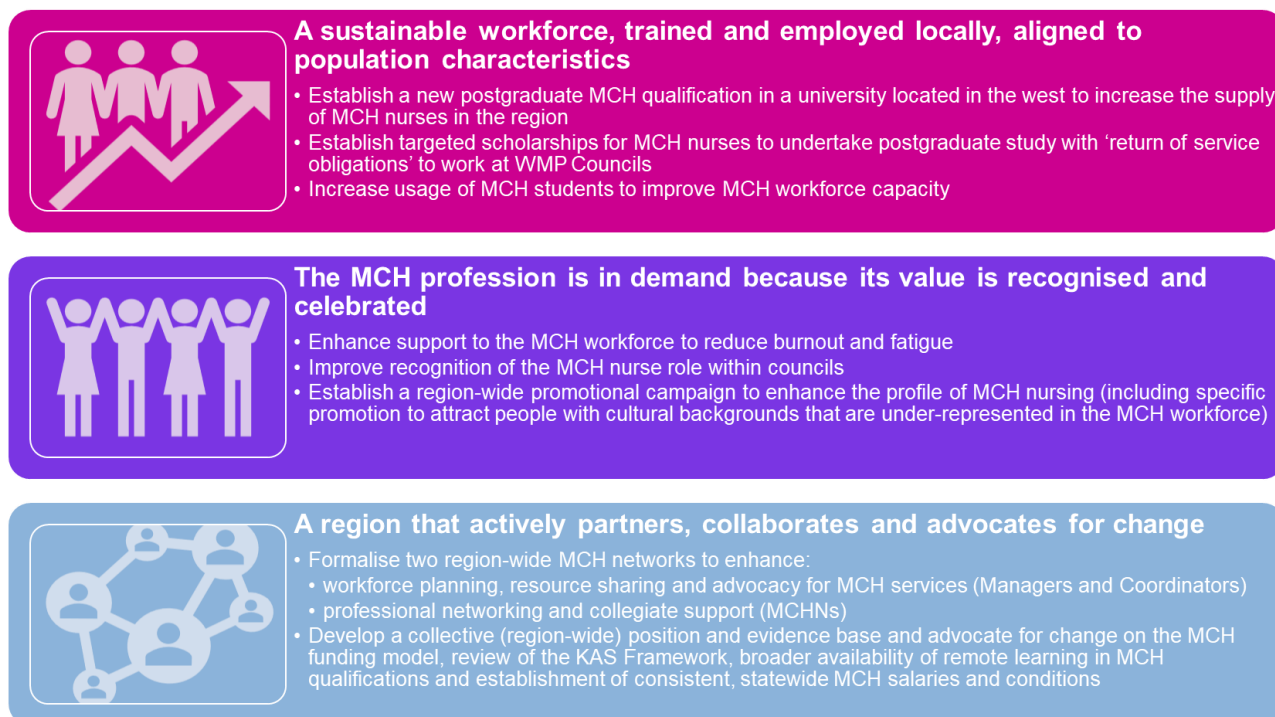 A sustainable workforce, trained and employed locally, aligned to
population characteristics
• Establish a new postgraduate MCH qualification in a university located in the west to increase the supply
of MCH nurses in the region
• Establish targeted scholarships for MCH nurses to undertake postgraduate study with ‘return of service
obligations’ to work at WMP Councils
• Increase usage of MCH students to improve MCH workforce capacity
The MCH profession is in demand because its value is recognised and
celebrated
• Enhance support to the MCH workforce to reduce burnout and fatigue
• Improve recognition of the MCH nurse role within councils
• Establish a region-wide promotional campaign to enhance the profile of MCH nursing (including specific
promotion to attract people with cultural backgrounds that are under-represented in the MCH workforce)
A region that actively partners, collaborates and advocates for change
• Formalise two region-wide MCH networks to enhance:
• workforce planning, resource sharing and advocacy for MCH services (Managers and Coordinators)
• professional networking and collegiate support (MCHNs)
• Develop a collective (region-wide) position and evidence base and advocate for change on the MCH
funding model, review of the KAS Framework, broader availability of remote learning in MCH
qualifications and establishment of consistent, statewide MCH salaries and conditions